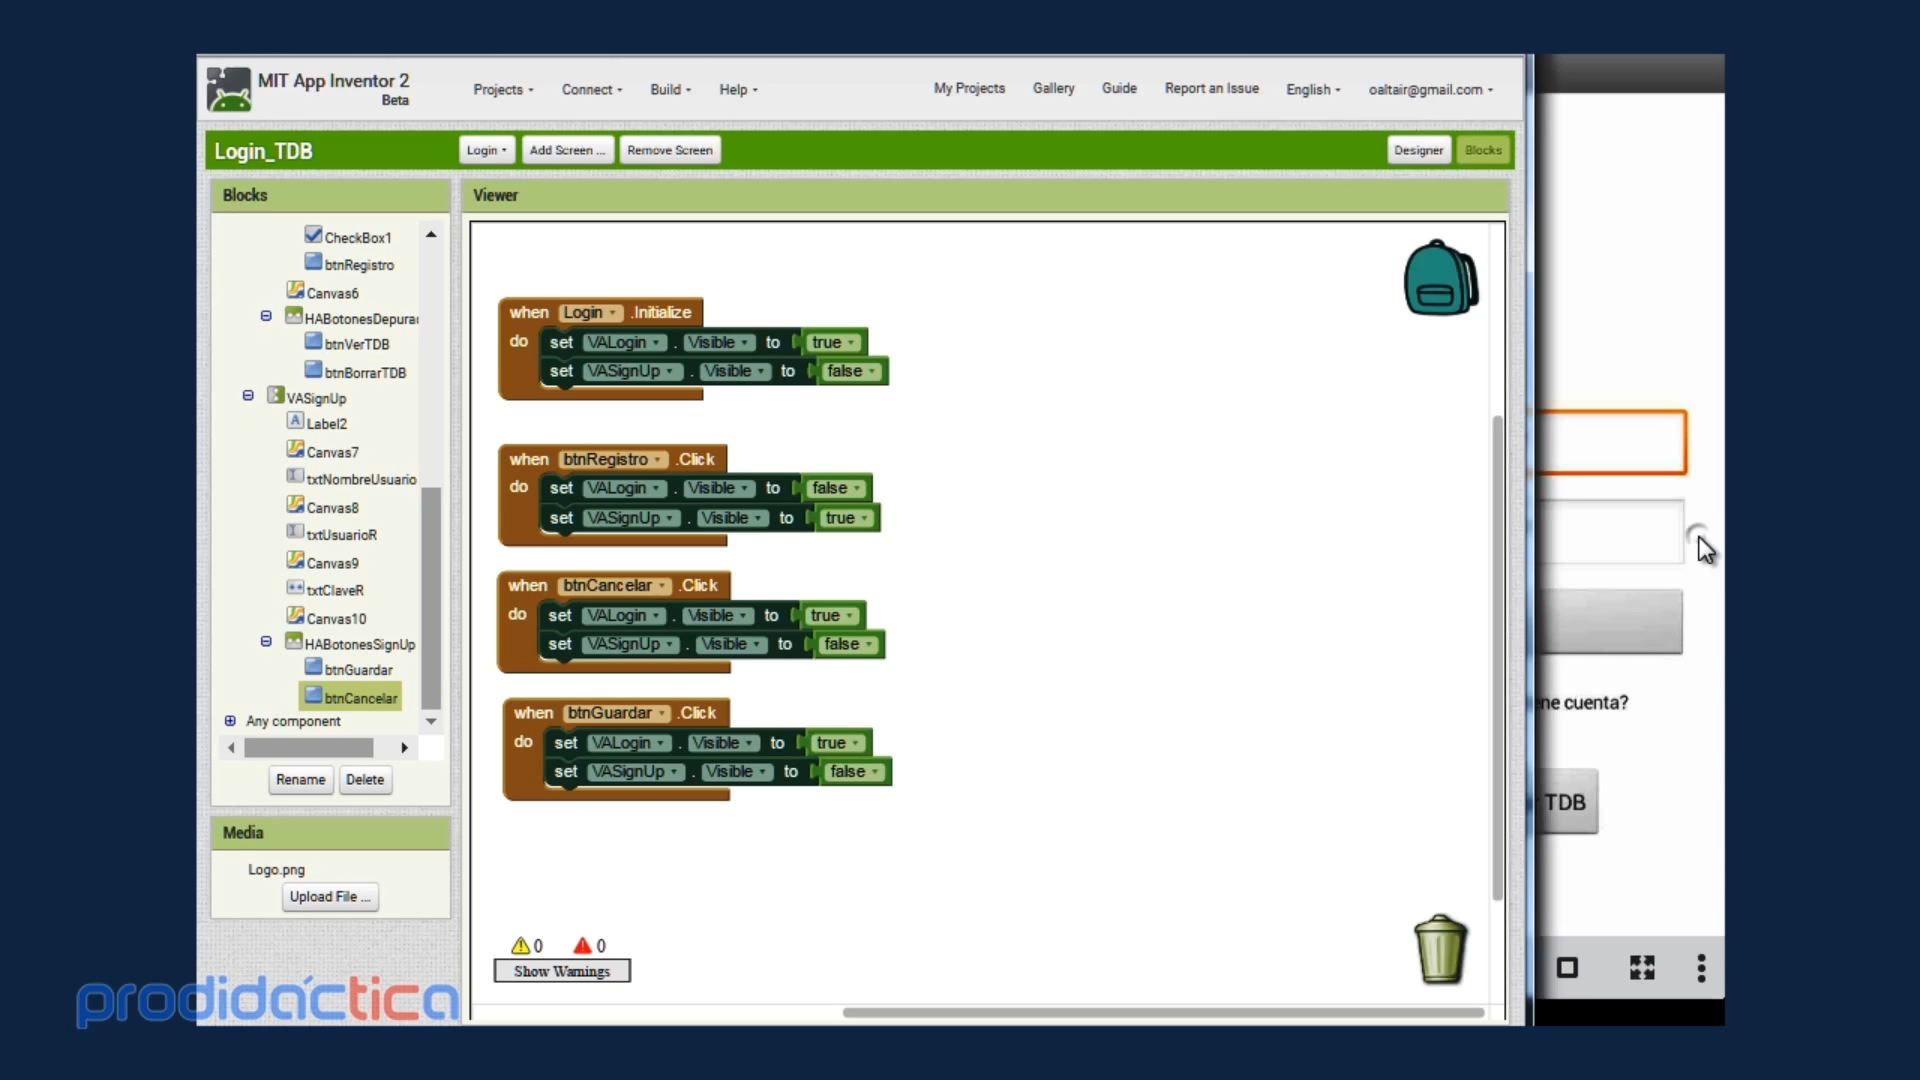 MIT App Inventor 2
Beta
Projects
Connect
Build
Help
My Projects
Gallery
Guide
Report an Issue
English
oaltair@gmail.com
Login_TDB
Login
Add Screen ...
Remove Screen
Designer
Blocks
Blocks
CheckBox1
btnRegistro
Canvas6
HABotonesDepura
btnVerTDB
btnBorrarTDB
VASignUp
Label2
Canvas7
txtNombreUsuario
Canvas8
txtUsuarioR
Canvas9
txtClaveR
Canvas10
HABotonesSignUp
btnGuardar
btnCancelar
Any component
Rename
Delete
Media
Logo.png
Upload File ...
Viewer
when Login .Initialize
do set VALogin . Visible to true
set VASignUp . Visible to false
when btnRegistro .Click
do set VALogin . Visible to false
set VASignUp . Visible to true
when btnCancelar .Click
do set VALogin . Visible to true
set VASignUp . Visible to false
when btnGuardar .Click
do set VALogin . Visible to true
set VASignUp . Visible to false
0 0
Show Warnings
ne cuenta?
TDB
prodidáctica